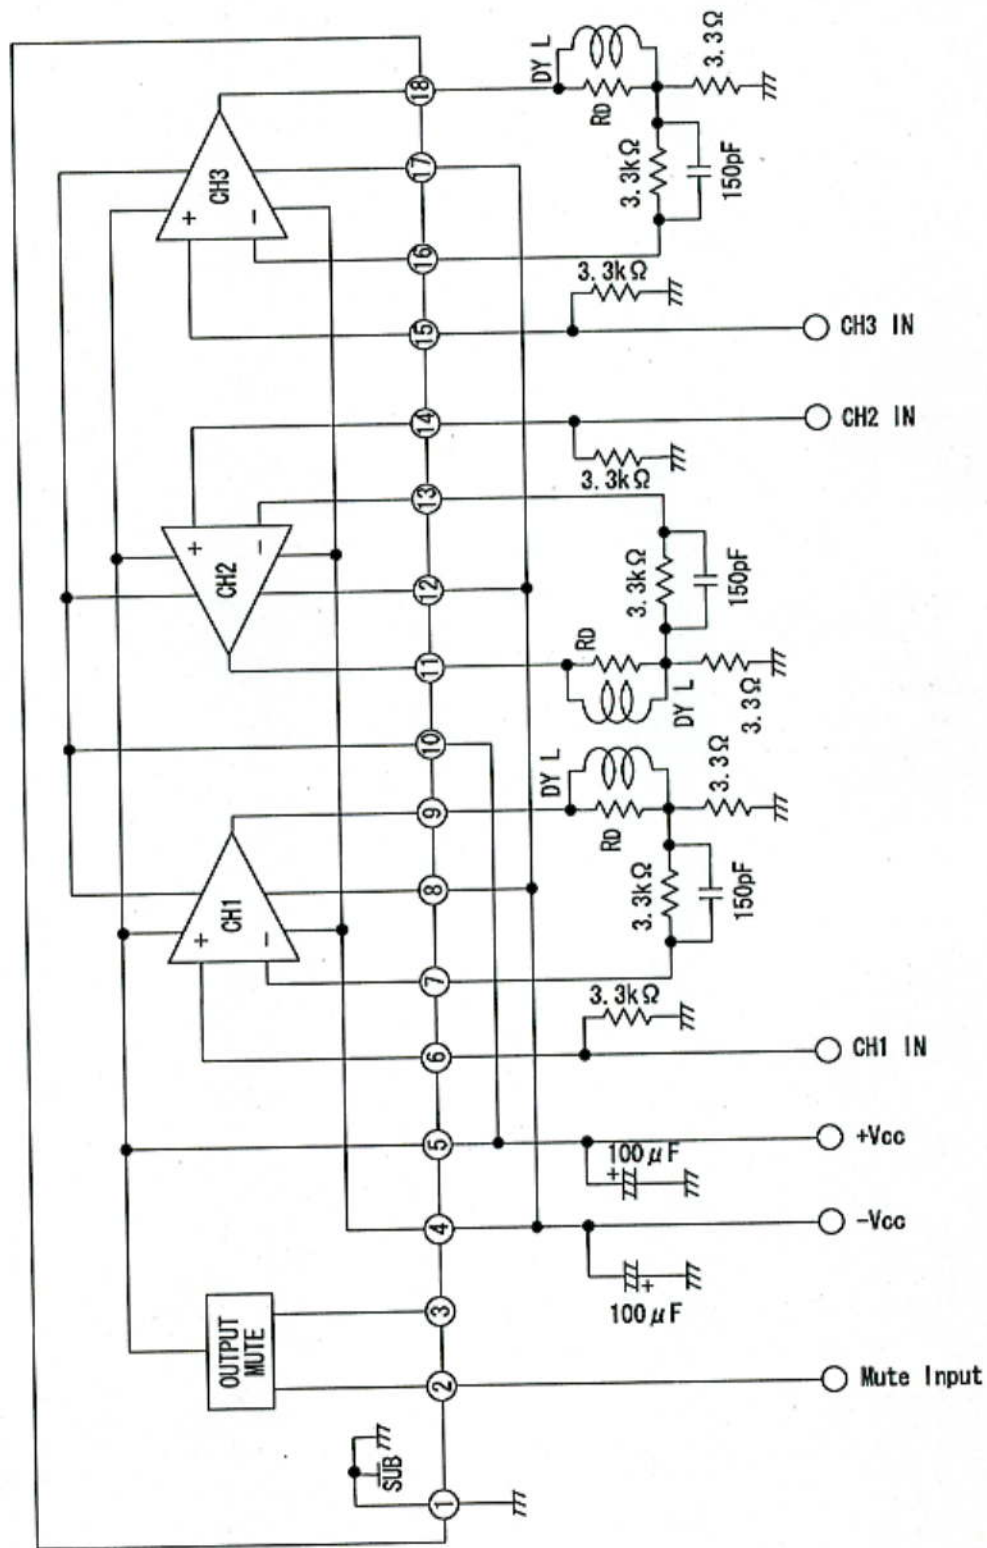 DY L
3.3Ω
RD
3.3kΩ
150pF
18
17
CH3
+
−
16
3.3kΩ
15
CH3 IN
14
CH2 IN
3.3kΩ
13
+
−
CH2
12
3.3kΩ
150pF
RD
11
DY L
3.3Ω
10
DY L
3.3Ω
9
RD
CH1
8
3.3kΩ
150pF
+
−
7
3.3kΩ
6
CH1 IN
5
+Vcc
100μF
+
4
-Vcc
100μF
+
OUTPUT
MUTE
3
2
Mute Input
SUB
1